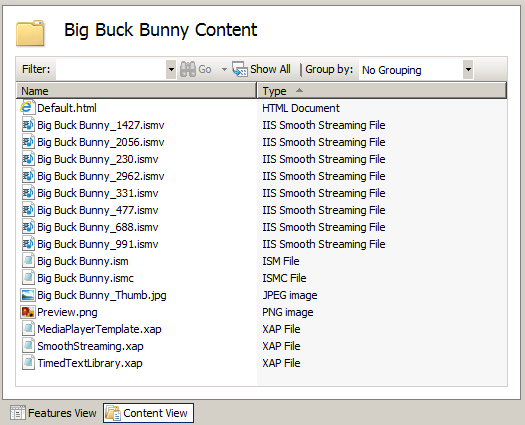 Big Buck Bunny Content
Filter: Go Show All Group by: No Grouping
Name Type
Default.html HTML Document
Big Buck Bunny_1427.ismv IIS Smooth Streaming File
Big Buck Bunny_2056.ismv IIS Smooth Streaming File
Big Buck Bunny_230.ismv IIS Smooth Streaming File
Big Buck Bunny_2962.ismv IIS Smooth Streaming File
Big Buck Bunny_331.ismv IIS Smooth Streaming File
Big Buck Bunny_477.ismv IIS Smooth Streaming File
Big Buck Bunny_688.ismv IIS Smooth Streaming File
Big Buck Bunny_991.ismv IIS Smooth Streaming File
Big Buck Bunny.ism ISM File
Big Buck Bunny.ismc ISMC File
Big Buck Bunny_Thumb.jpg JPEG image
Preview.png PNG image
MediaPlayerTemplate.xap XAP File
SmoothStreaming.xap XAP File
TimedTextLibrary.xap XAP File
Features View Content View